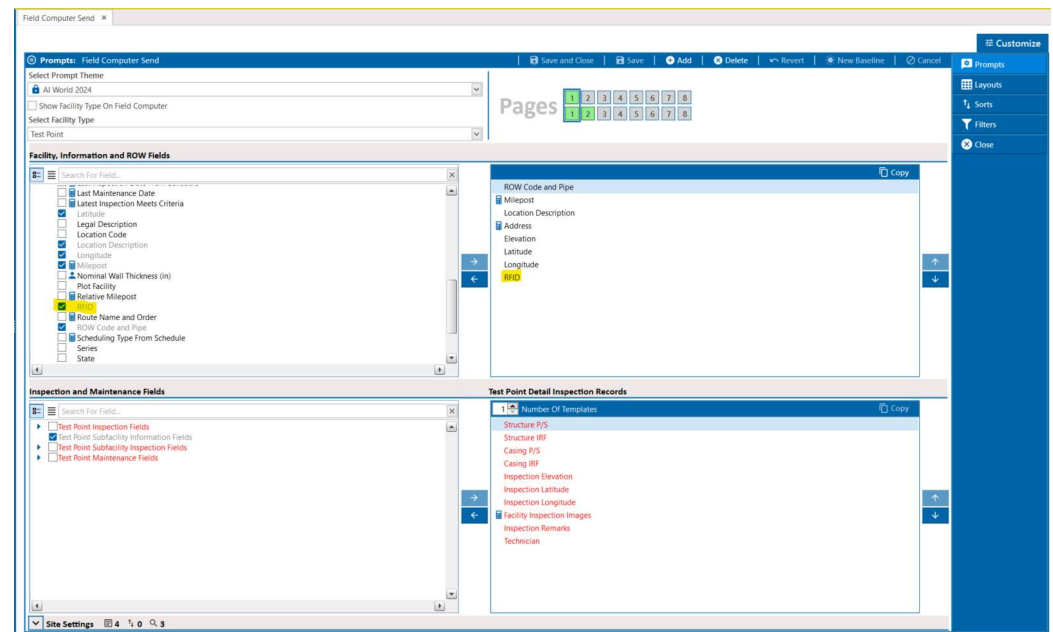 Field Computer Send ×
Customize
Prompts: Field Computer Send
Save and Close
Save
Add
Delete
Revert
New Baseline
Cancel
Prompts
Layouts
Sorts
Filters
Close
Select Prompt Theme
AI World 2024
Show Facility Type On Field Computer
Select Facility Type
Test Point
Pages
1 2 3 4 5 6 7 8
1 2 3 4 5 6 7 8
Facility, Information and ROW Fields
Search For Field...
Last Maintenance Date
Latest Inspection Meets Criteria
Latitude
Legal Description
Location Code
Location Description
Longitude
Milepost
Nominal Wall Thickness (in)
Plot Facility
Relative Milepost
RFID
Route Name and Order
ROW Code and Pipe
Scheduling Type From Schedule
Series
State
Copy
ROW Code and Pipe
Milepost
Location Description
Address
Elevation
Latitude
Longitude
RFID
Inspection and Maintenance Fields
Search For Field...
Test Point Inspection Fields
Test Point Subfacility Information Fields
Test Point Subfacility Inspection Fields
Test Point Maintenance Fields
Test Point Detail Inspection Records
1 Number Of Templates
Copy
Structure P/S
Structure IRF
Casing P/S
Casing IRF
Inspection Elevation
Inspection Latitude
Inspection Longitude
Facility Inspection Images
Inspection Remarks
Technician
Site Settings 4 0 3